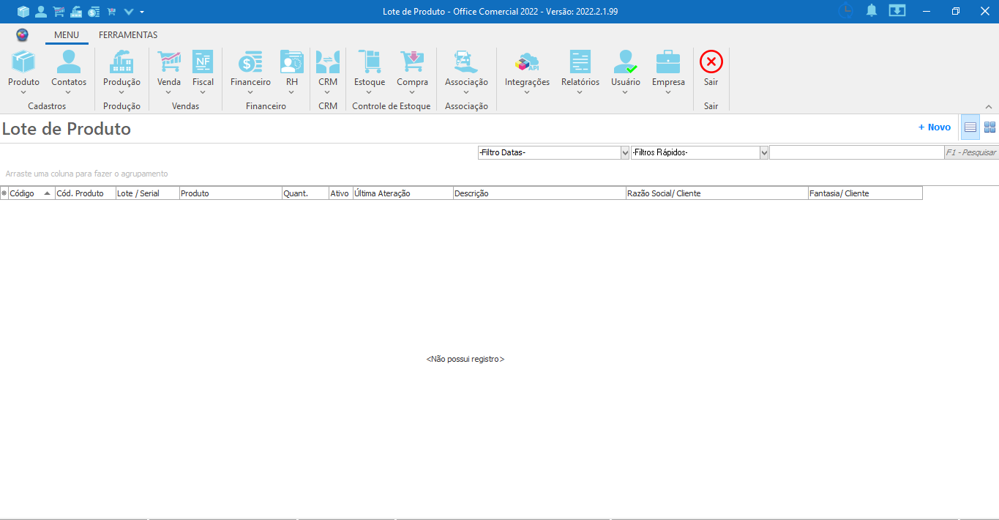 Lote de Produto - Office Comercial 2022 - Versão: 2022.2.1.99
MENU FERRAMENTAS
Produto Contatos Produção Venda Fiscal Financeiro RH CRM Estoque Compra Associação Integrações Relatórios Usuário Empresa Sair
Cadastros Produção Vendas Financeiro CRM Controle de Estoque Associação Sair
Lote de Produto
+ Novo
-Filtro Datas- -Filtros Rápidos- F1 - Pesquisar
Arraste uma coluna para fazer o agrupamento
Código Cód. Produto Lote / Serial Produto Quant. Ativo Última Ateração Descrição Razão Social/ Cliente Fantasia/ Cliente
<Não possui registro>